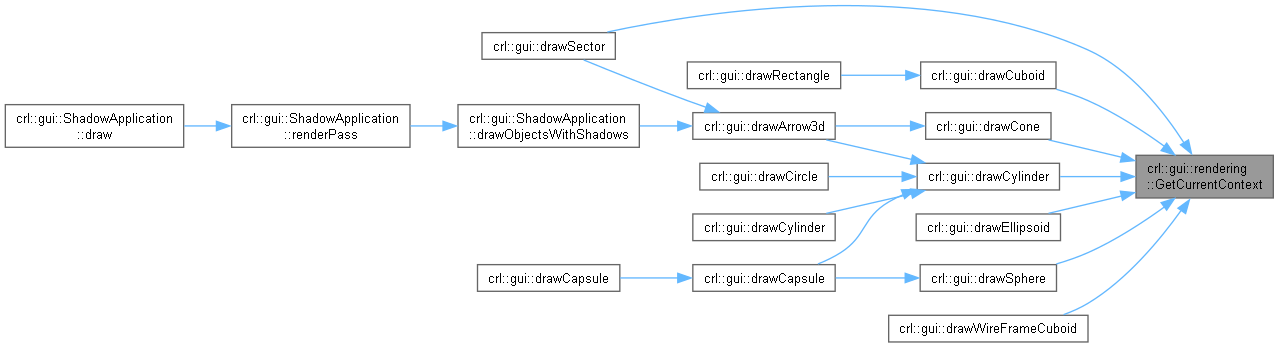 crl::gui::ShadowApplication
::draw
crl::gui::ShadowApplication
::renderPass
crl::gui::drawSector
crl::gui::ShadowApplication
::drawObjectsWithShadows
crl::gui::drawCapsule
crl::gui::drawRectangle
crl::gui::drawArrow3d
crl::gui::drawCircle
crl::gui::drawCylinder
crl::gui::drawCapsule
crl::gui::drawCuboid
crl::gui::drawCone
crl::gui::drawCylinder
crl::gui::drawEllipsoid
crl::gui::drawSphere
crl::gui::drawWireFrameCuboid
crl::gui::rendering
::GetCurrentContext